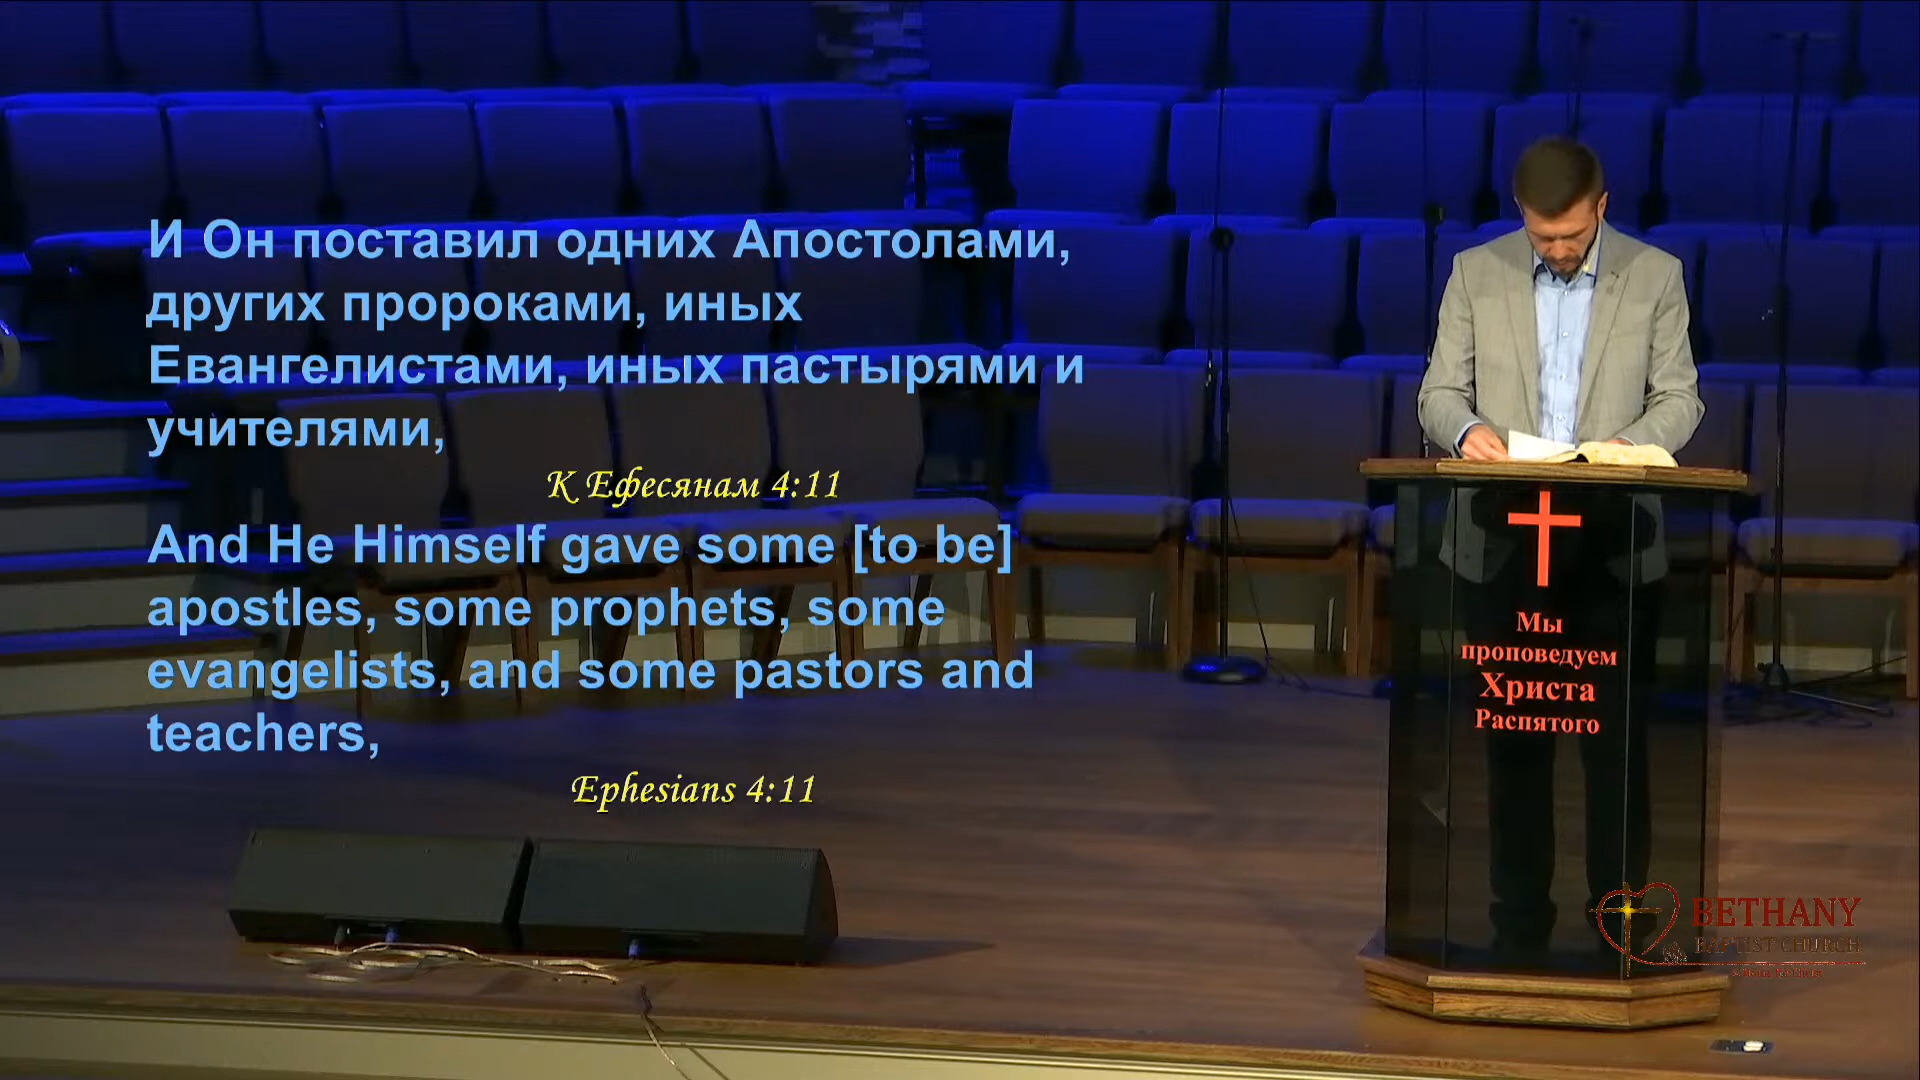 И Он поставил одних Апостолами,
других пророками, иных
Евангелистами, иных пастырями и
учителями,
К Ефесянам 4:11
And He Himself gave some [to be]
apostles, some prophets, some
evangelists, and some pastors and
teachers,
Ephesians 4:11
Мы
проповедуем
Христа
Распятого
BETHANY
BAPTIST CHURCH